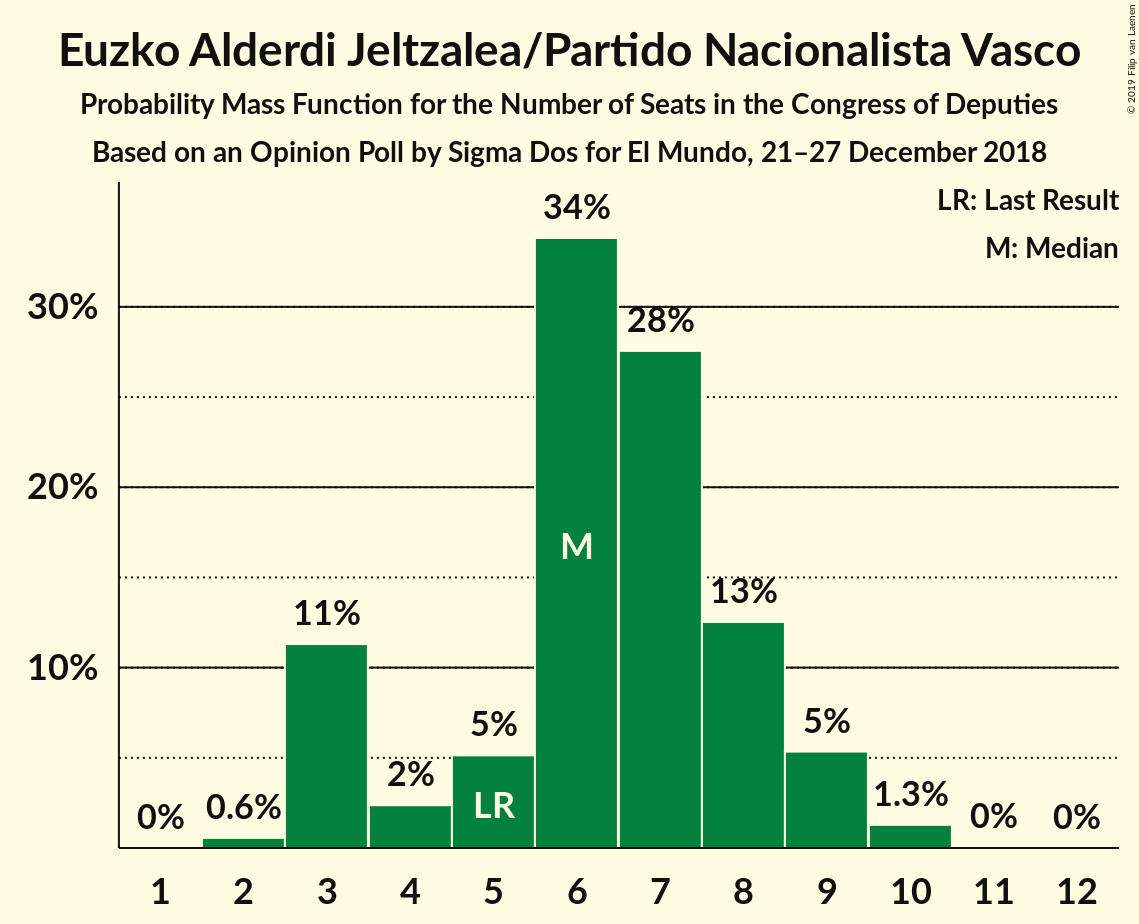 Euzko Alderdi Jeltzalea/Partido Nacionalista Vasco
Probability Mass Function for the Number of Seats in the Congress of Deputies
Based on an Opinion Poll by Sigma Dos for El Mundo, 21–27 December 2018
© 2019 Filip van Laenen
LR: Last Result
M: Median
30%
20%
10%
0%
0.6%
11%
2%
5%
34%
28%
13%
5%
1.3%
0%
0%
LR
M
1 2 3 4 5 6 7 8 9 10 11 12